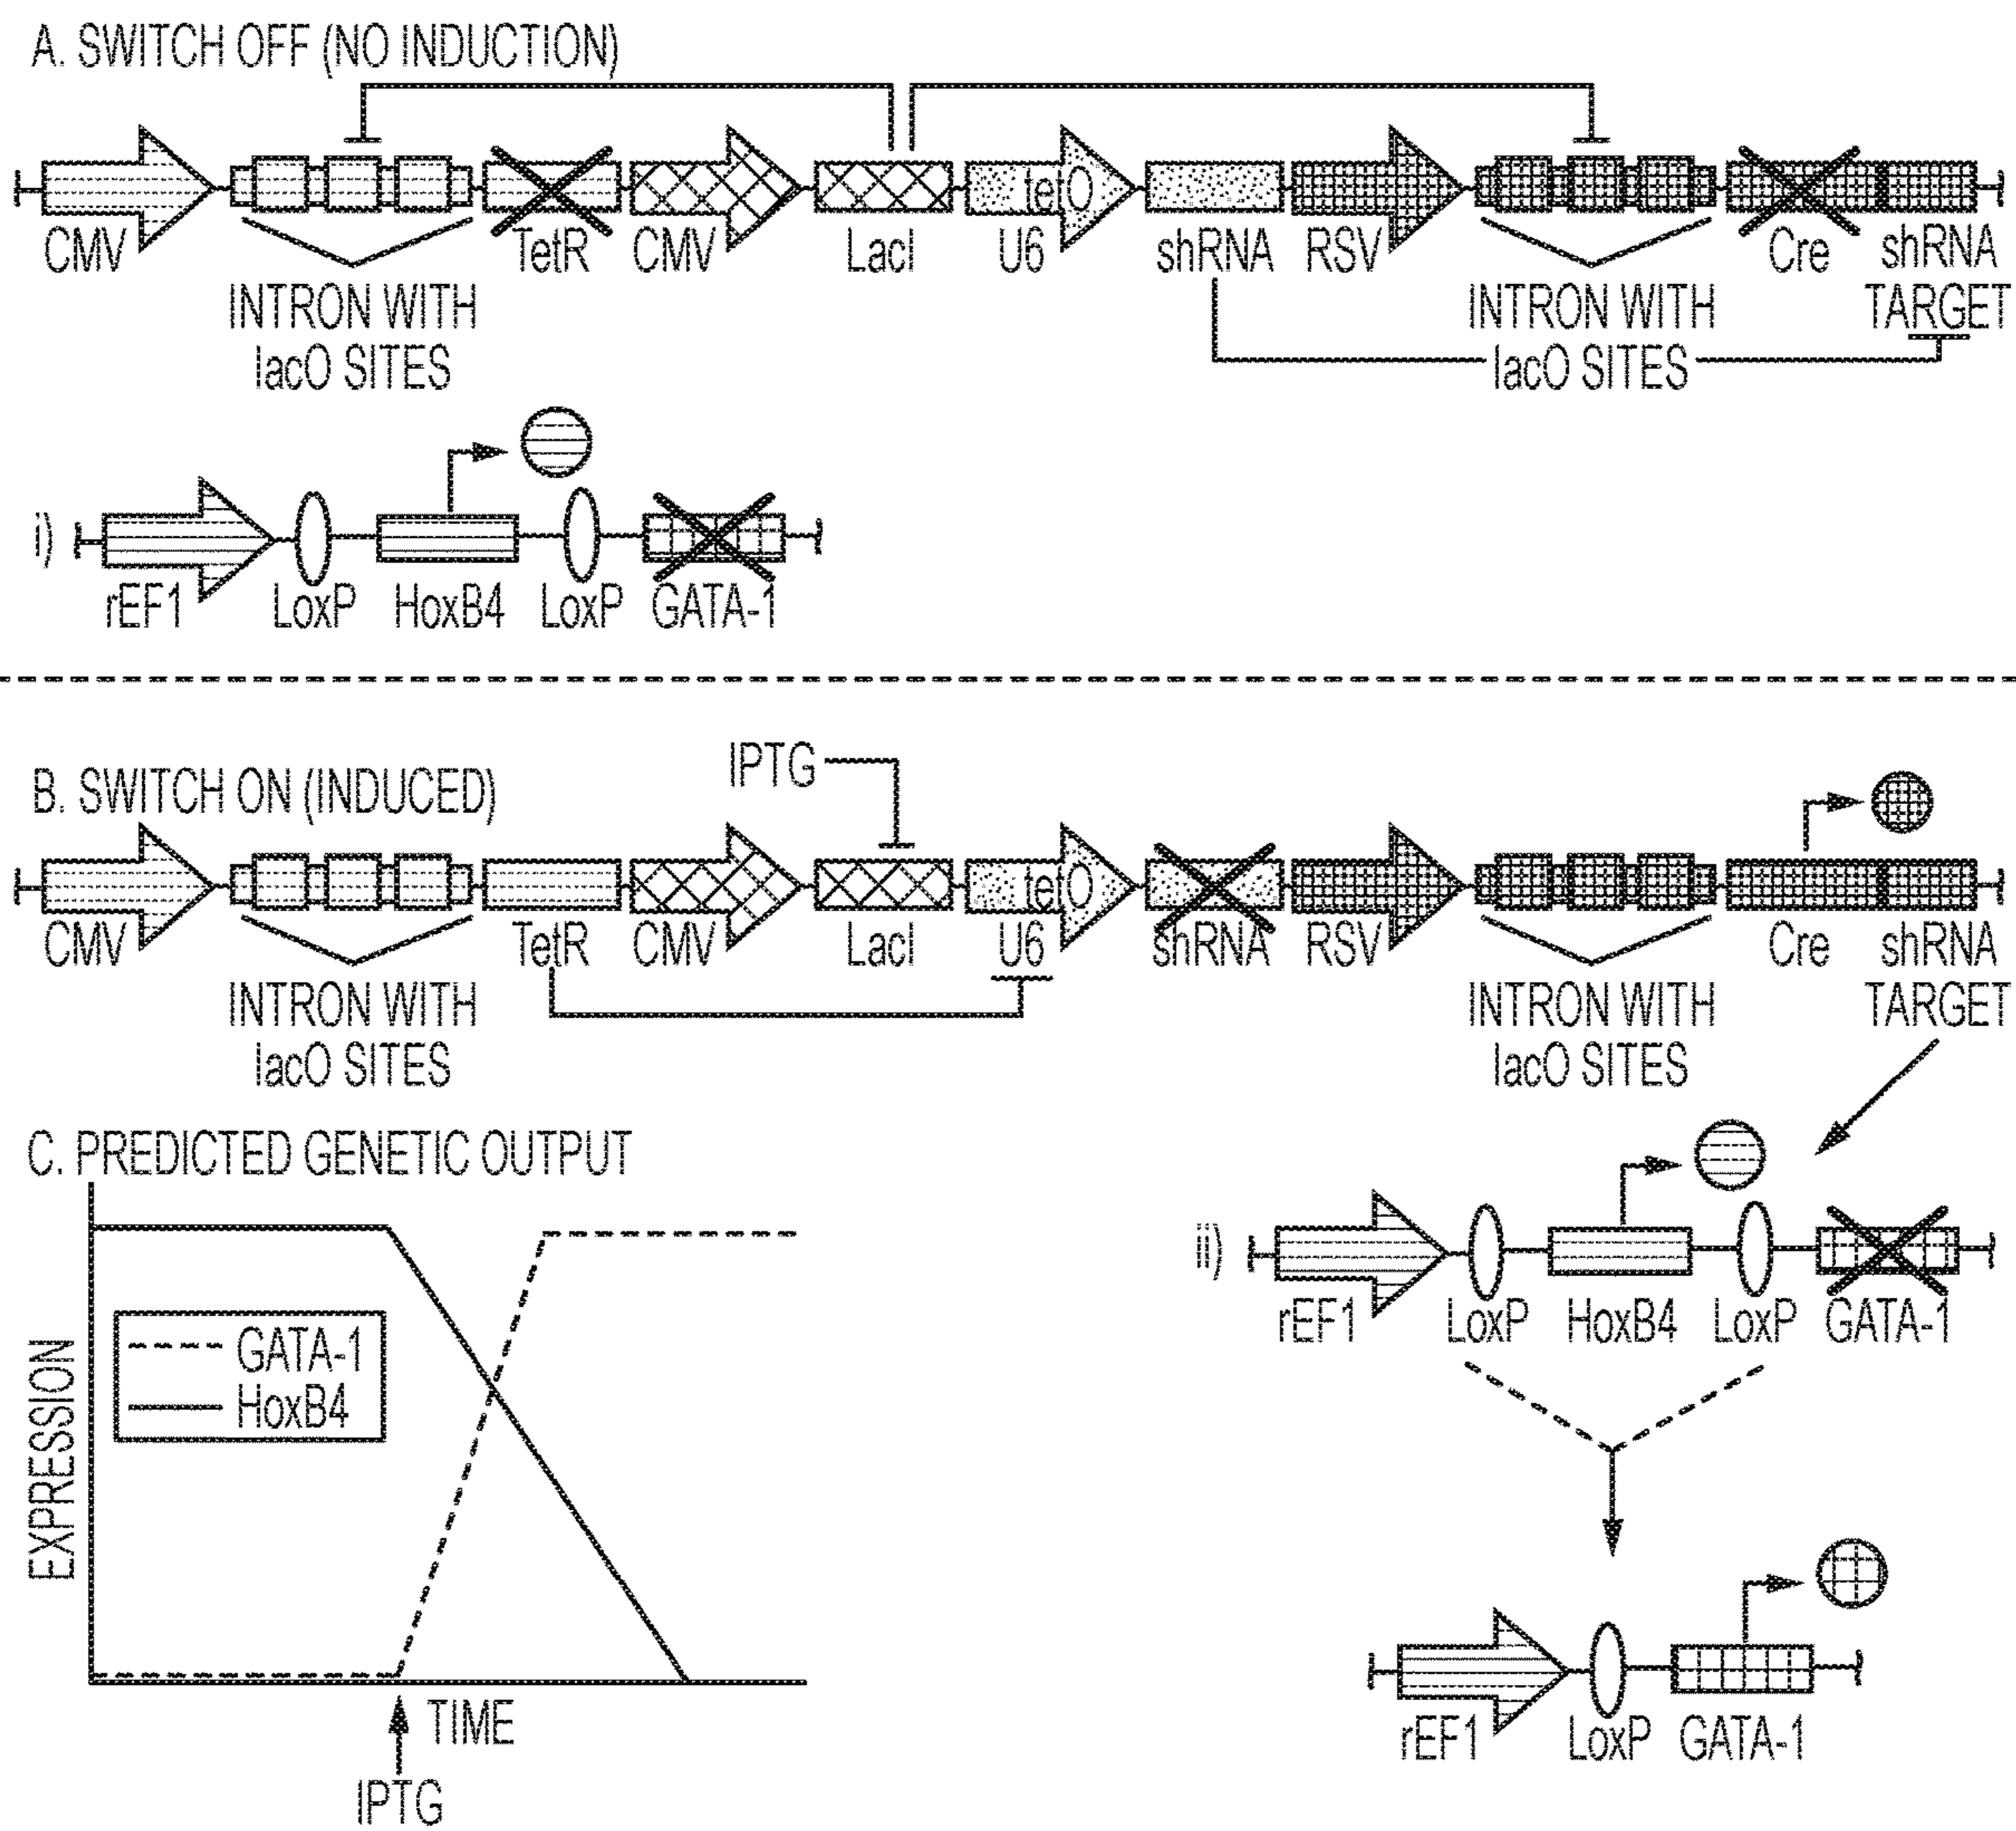 A. SWITCH OFF (NO INDUCTION)
tetO
CMV TetR CMV LacI U6 shRNA RSV Cre shRNA
INTRON WITH INTRON WITH TARGET
lacO SITES lacO SITES
i)
rEF1 LoxP HoxB4 LoxP GATA-1
IPTG
B. SWITCH ON (INDUCED)
tetO
CMV TetR CMV LacI U6 shRNA RSV Cre shRNA
INTRON WITH INTRON WITH TARGET
lacO SITES lacO SITES
C. PREDICTED GENETIC OUTPUT
EXPRESSION
GATA-1
HoxB4
TIME
IPTG
ii)
rEF1 LoxP HoxB4 LoxP GATA-1
rEF1 LoxP GATA-1